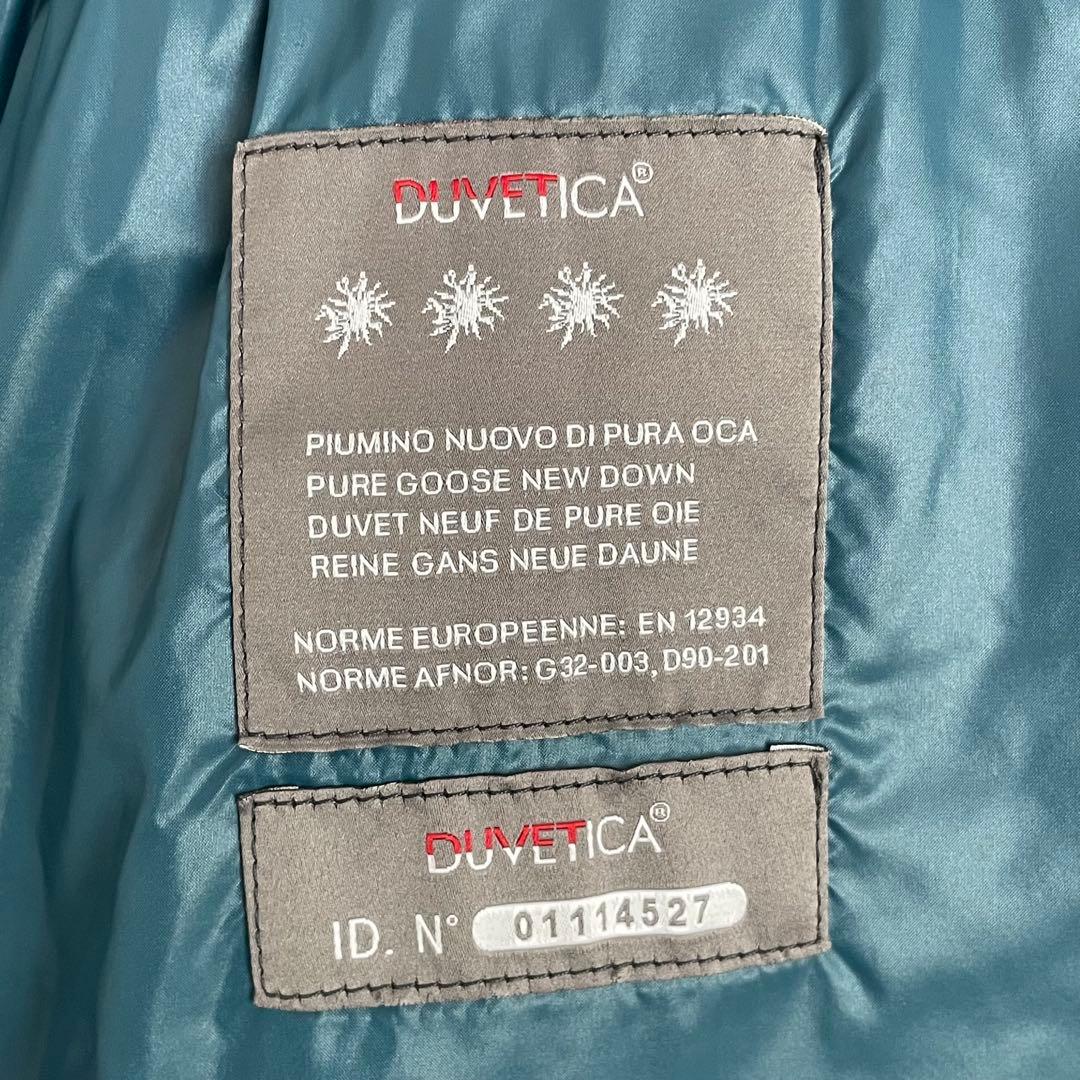 DUVETICA®
PIUMINO NUOVO DI PURA OCA
PURE GOOSE NEW DOWN
DUVET NEUF DE PURE OIE
REINE GANS NEUE DAUNE
NORME EUROPEENNE: EN 12934
NORME AFNOR: G32-003, D90-201
DUVETICA®
ID. N° 01114527